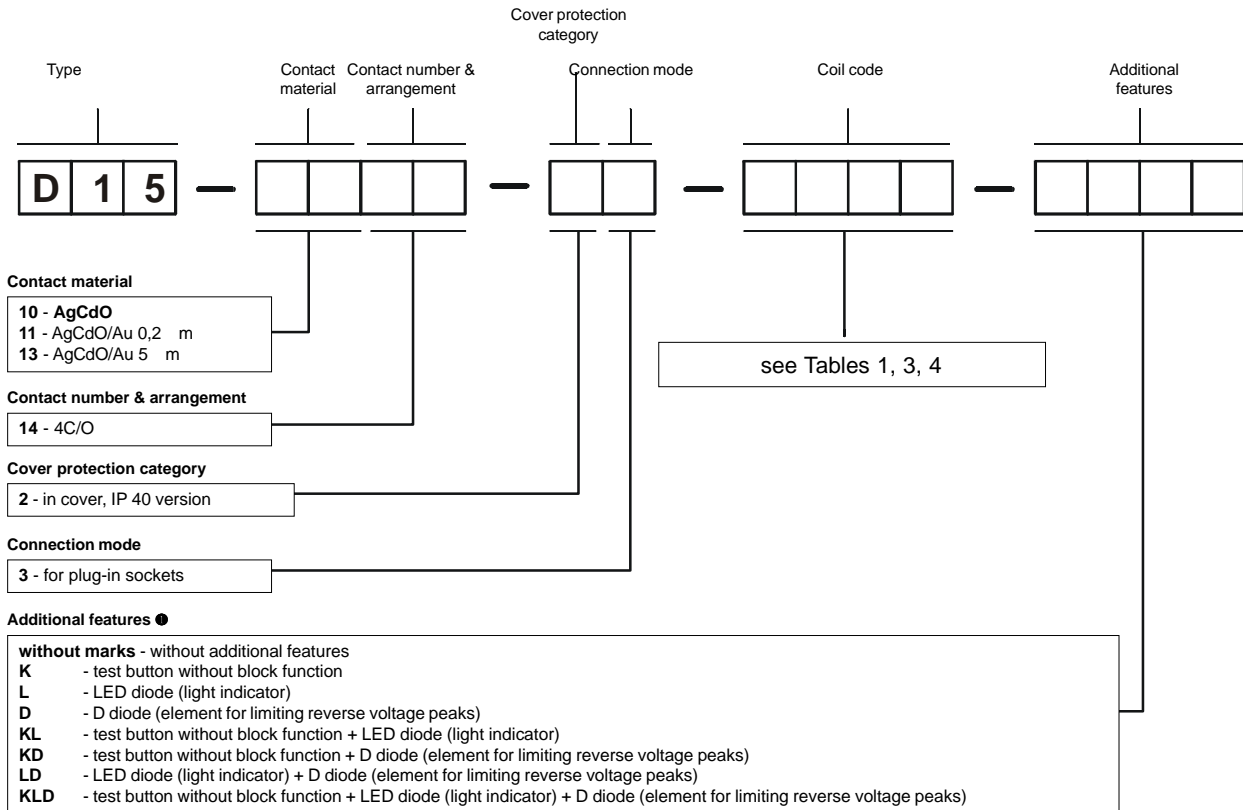 Cover protection
category
Type
Contact
material
Contact number &
arrangement
Connection mode
Coil code
Additional
features
D 1 5
Contact material
10 - AgCdO
11 - AgCdO/Au 0,2 m
13 - AgCdO/Au 5 m
see Tables 1, 3, 4
Contact number & arrangement
14 - 4C/O
Cover protection category
2 - in cover, IP 40 version
Connection mode
3 - for plug-in sockets
Additional features ❶
without marks - without additional features
K - test button without block function
L - LED diode (light indicator)
D - D diode (element for limiting reverse voltage peaks)
KL - test button without block function + LED diode (light indicator)
KD - test button without block function + D diode (element for limiting reverse voltage peaks)
LD - LED diode (light indicator) + D diode (element for limiting reverse voltage peaks)
KLD - test button without block function + LED diode (light indicator) + D diode (element for limiting reverse voltage peaks)